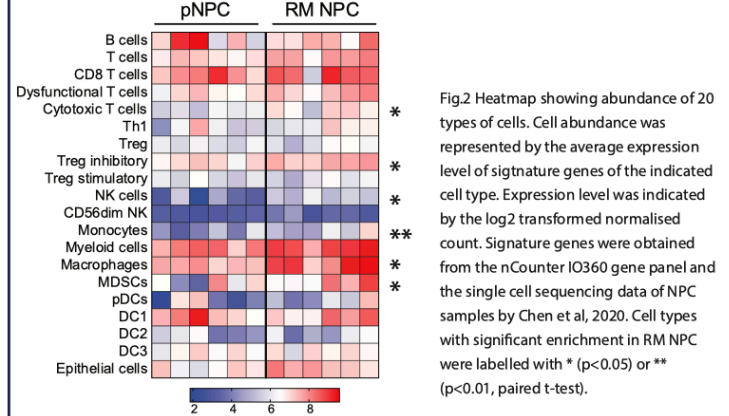 pNPC RM NPC
B cells
T cells
CD8 T cells
Dysfunctional T cells
Cytotoxic T cells *
Th1
Treg
Treg inhibitory *
Treg stimulatory
NK cells *
CD56dim NK
Monocytes **
Myeloid cells
Macrophages *
MDSCs *
pDCs
DC1
DC2
DC3
Epithelial cells
2 4 6 8
Fig.2 Heatmap showing abundance of 20
types of cells. Cell abundance was
represented by the average expression
level of sigtnature genes of the indicated
cell type. Expression level was indicated
by the log2 transformed normalised
count. Signature genes were obtained
from the nCounter IO360 gene panel and
the single cell sequencing data of NPC
samples by Chen et al, 2020. Cell types
with significant enrichment in RM NPC
were labelled with * (p<0.05) or **
(p<0.01, paired t-test).